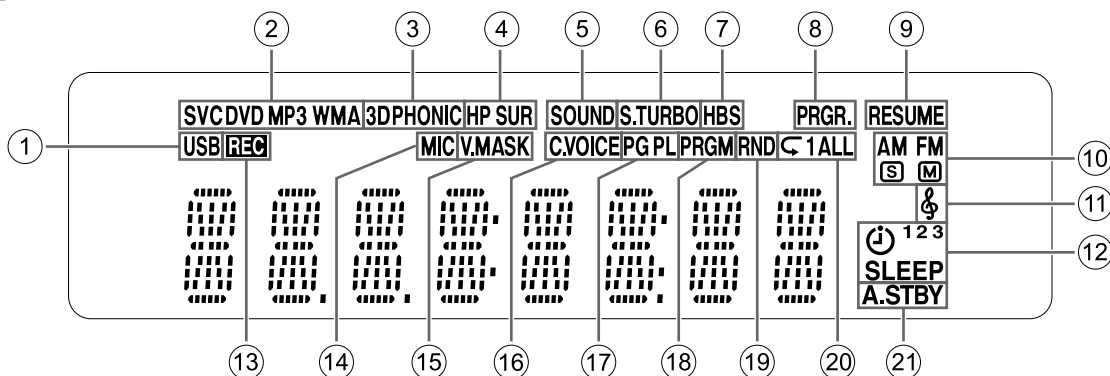 2 3 4 5 6 7 8 9
SVC DVD MP3 WMA 3D PHONIC HP SUR SOUND S.TURBO HBS PRGR. RESUME
1 USB REC MIC V.MASK C.VOICE PG PL PRGM RND 1 ALL AM FM
S M 10
11
1 2 3
12
SLEEP
A.STBY
13 14 15 16 17 18 19 20 21